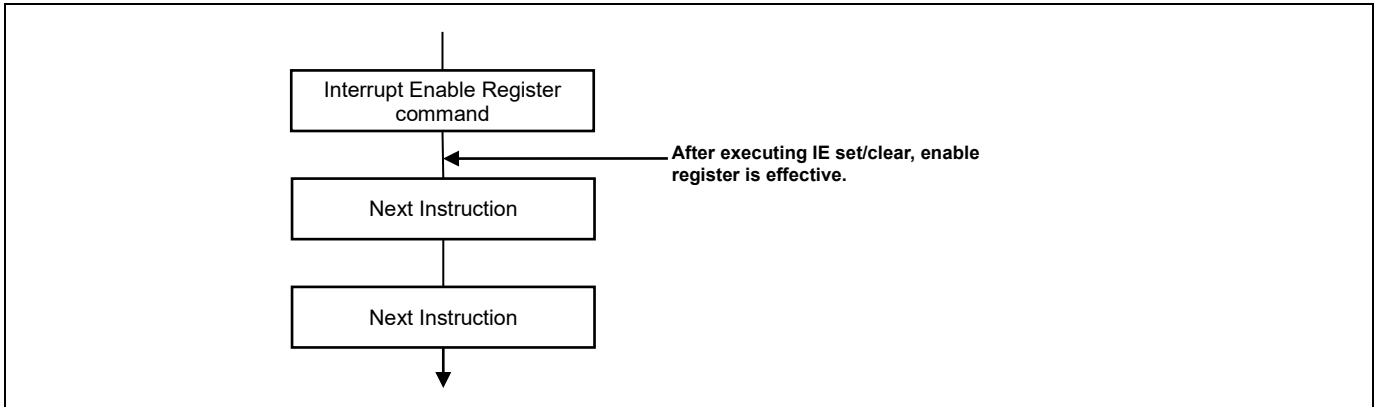 Interrupt Enable Register
command
After executing IE set/clear, enable
register is effective.
Next Instruction
Next Instruction